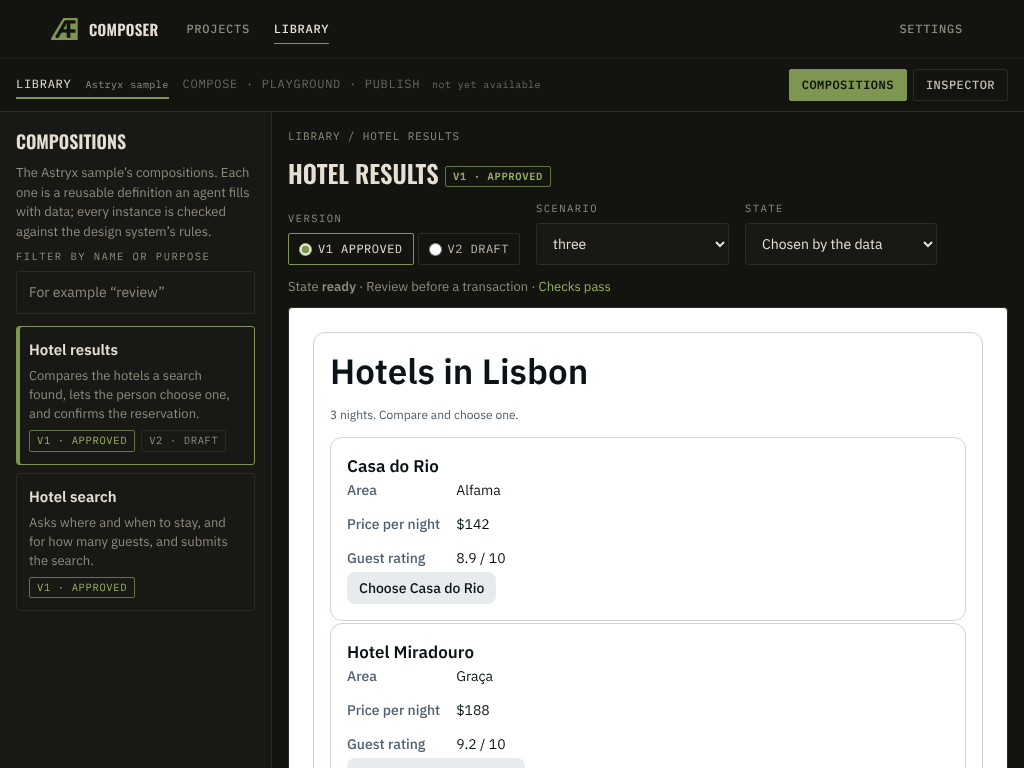 COMPOSER PROJECTS LIBRARY SETTINGS
LIBRARY Astryx sample COMPOSE · PLAYGROUND · PUBLISH not yet available COMPOSITIONS INSPECTOR
COMPOSITIONS
The Astryx sample’s compositions. Each
one is a reusable definition an agent fills
with data; every instance is checked
against the design system’s rules.
FILTER BY NAME OR PURPOSE
For example “review”
Hotel results
Compares the hotels a search
found, lets the person choose one,
and confirms the reservation.
V1 · APPROVED V2 · DRAFT
Hotel search
Asks where and when to stay, and
for how many guests, and submits
the search.
V1 · APPROVED
LIBRARY / HOTEL RESULTS
HOTEL RESULTS V1 · APPROVED
VERSION
V1 APPROVED V2 DRAFT
SCENARIO
three
STATE
Chosen by the data
State ready · Review before a transaction · Checks pass
Hotels in Lisbon
3 nights. Compare and choose one.
Casa do Rio
Area Alfama
Price per night $142
Guest rating 8.9 / 10
Choose Casa do Rio
Hotel Miradouro
Area Graça
Price per night $188
Guest rating 9.2 / 10